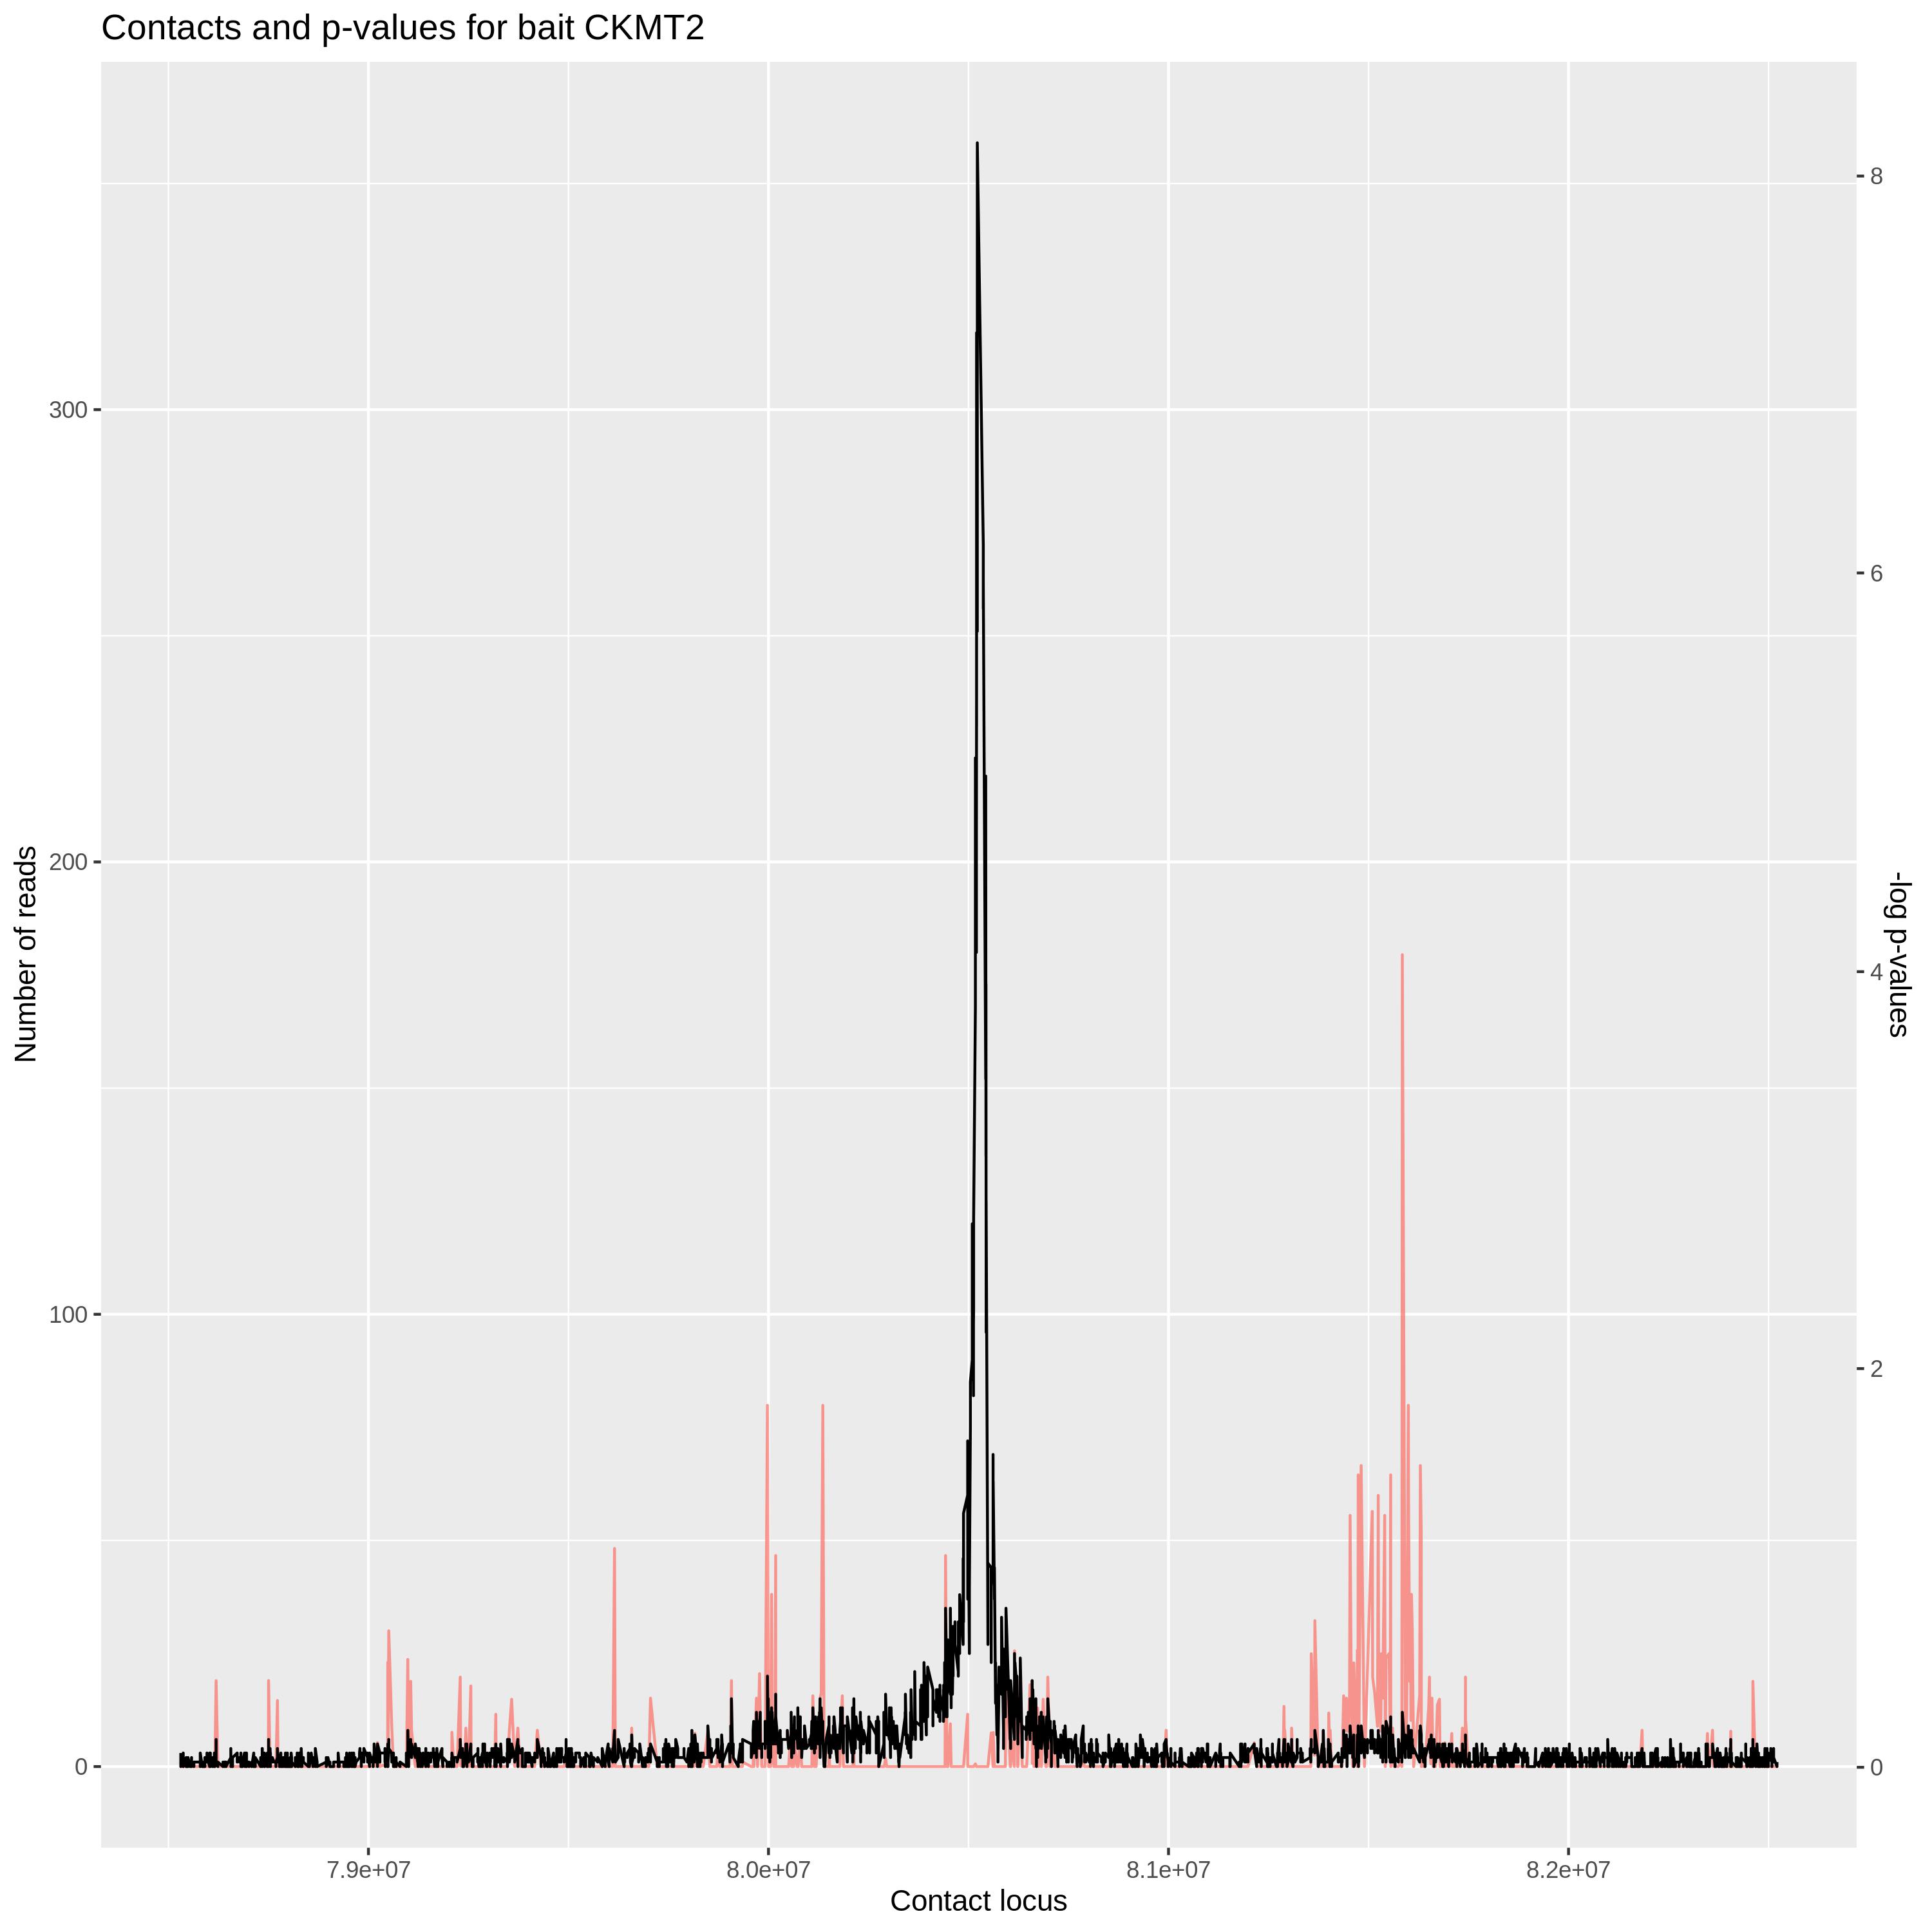 Contacts and p-values for bait CKMT2
Number of reads
300
200
100
0
8
6
4
2
0
-log p-values
7.9e+07
8.0e+07
8.1e+07
8.2e+07
Contact locus